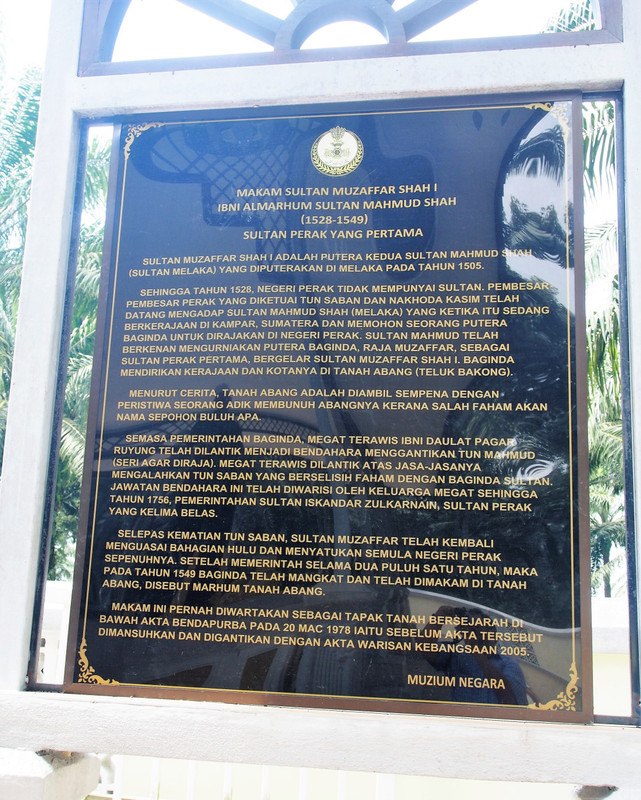 MAKAM SULTAN MUZAFFAR SHAH I
IBNI ALMARHUM SULTAN MAHMUD SHAH
(1528-1549)
SULTAN PERAK YANG PERTAMA
SULTAN MUZAFFAR SHAH I ADALAH PUTERA KEDUA SULTAN MAHMUD SHAH
(SULTAN MELAKA) YANG DIPUTERAKAN DI MELAKA PADA TAHUN 1505.
SEHINGGA TAHUN 1528, NEGERI PERAK TIDAK MEMPUNYAI SULTAN. PEMBESAR-
PEMBESAR PERAK YANG DIKETUAI TUN SABAN DAN NAKHODA KASIM TELAH
DATANG MENGADAP SULTAN MAHMUD SHAH (MELAKA) YANG KETIKA ITU SEDANG
BERKERAJAAN DI KAMPAR, SUMATERA DAN MEMOHON SEORANG PUTERA
BAGINDA UNTUK DIRAJAKAN DI NEGERI PERAK. SULTAN MAHMUD TELAH
BERKENAN MENGURNIAKAN PUTERA BAGINDA, RAJA MUZAFFAR, SEBAGAI
SULTAN PERAK PERTAMA, BERGELAR SULTAN MUZAFFAR SHAH I. BAGINDA
MENDIRIKAN KERAJAAN DAN KOTANYA DI TANAH ABANG (TELUK BAKONG).
MENURUT CERITA, TANAH ABANG ADALAH DIAMBIL SEMPENA DENGAN
PERISTIWA SEORANG ADIK MEMBUNUH ABANGNYA KERANA SALAH FAHAM AKAN
NAMA SEPOHON BULUH APA.
SEMASA PEMERINTAHAN BAGINDA, MEGAT TERAWIS IBNI DAULAT PAGAR
RUYUNG TELAH DILANTIK MENJADI BENDAHARA MENGGANTIKAN TUN MAHMUD
(SERI AGAR DIRAJA). MEGAT TERAWIS DILANTIK ATAS JASA-JASANYA
MENGALAHKAN TUN SABAN YANG BERSELISIH FAHAM DENGAN BAGINDA SULTAN.
JAWATAN BENDAHARA INI TELAH DIWARISI OLEH KELUARGA MEGAT SEHINGGA
TAHUN 1756, PEMERINTAHAN SULTAN ISKANDAR ZULKARNAIN, SULTAN PERAK
YANG KELIMA BELAS.
SELEPAS KEMATIAN TUN SABAN, SULTAN MUZAFFAR TELAH KEMBALI
MENGUASAI BAHAGIAN HULU DAN MENYATUKAN SEMULA NEGERI PERAK
SEPENUHNYA. SETELAH MEMERINTAH SELAMA DUA PULUH SATU TAHUN, MAKA
PADA TAHUN 1549 BAGINDA TELAH MANGKAT DAN TELAH DIMAKAM DI TANAH
ABANG, DISEBUT MARHUM TANAH ABANG.
MAKAM INI PERNAH DIWARTAKAN SEBAGAI TAPAK TANAH BERSEJARAH DI
BAWAH AKTA BENDAPURBA PADA 20 MAC 1978 IAITU SEBELUM AKTA TERSEBUT
DIMANSUHKAN DAN DIGANTIKAN DENGAN AKTA WARISAN KEBANGSAAN 2005.
MUZIUM NEGARA